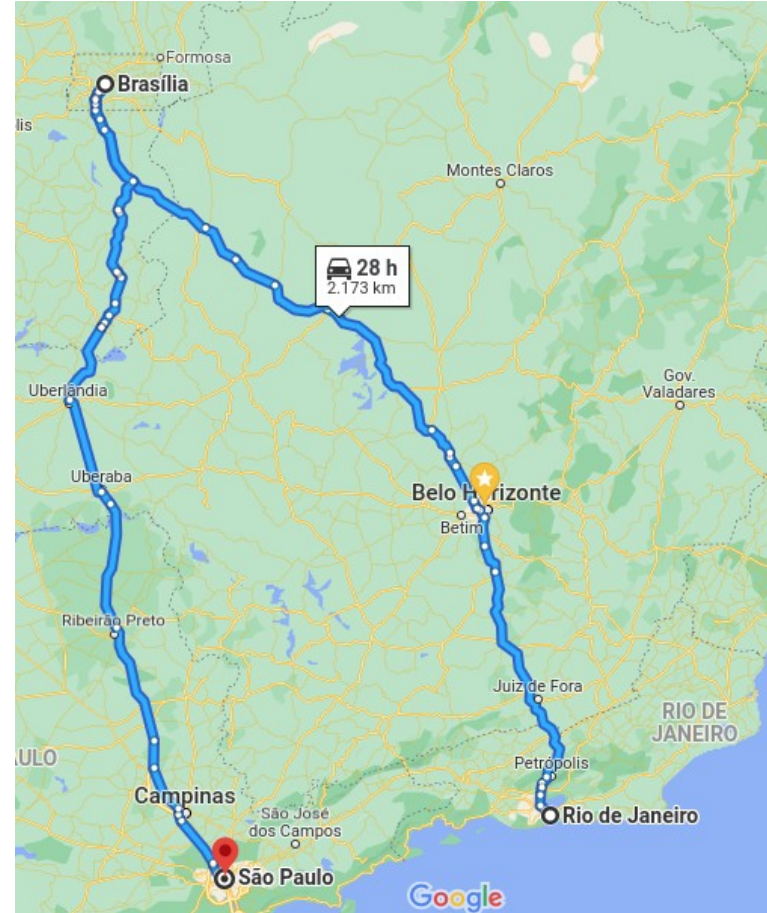 Formosa
Brasília
lis
Montes Claros
28 h
2.173 km
Gov.
Valadares
Uberlândia
Uberaba
Belo Horizonte
Betim
Ribeirão Preto
Juiz de Fora
RIO DE
JANEIRO
AULO
Petrópolis
Campinas
São José
dos Campos
Rio de Janeiro
São Paulo
Google